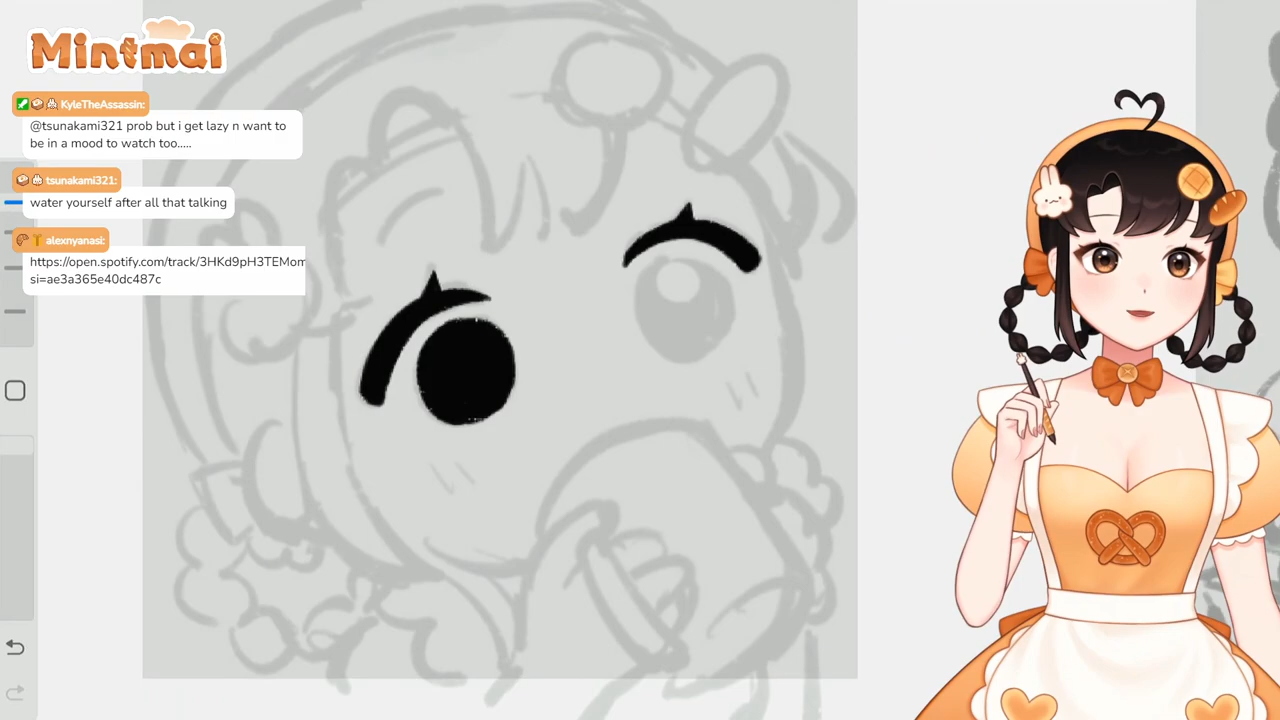 Mintmai
KyleTheAssassin:
@tsunakami321 prob but i get lazy n want to
be in a mood to watch too.....
tsunakami321:
water yourself after all that talking
alexnyanasi:
https://open.spotify.com/track/3HKd9pH3TEMom
si=ae3a365e40dc487c